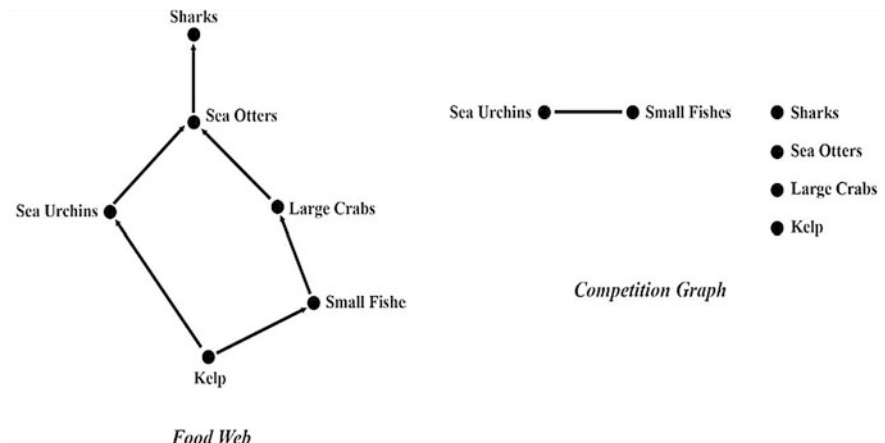 Sharks
Sea Otters
Sea Urchins
Large Crabs
Small Fishe
Kelp
Food Web
Sea Urchins
Small Fishes
Sharks
Sea Otters
Large Crabs
Kelp
Competition Graph